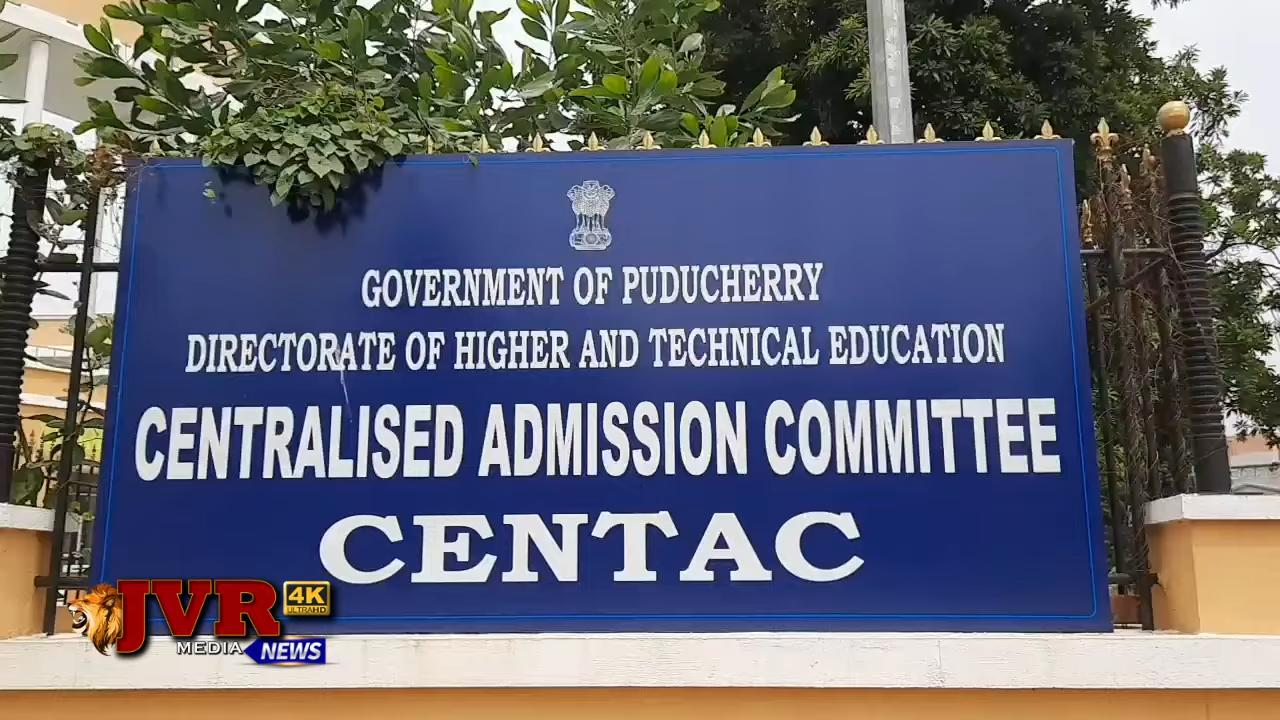 GOVERNMENT OF PUDUCHERRY
DIRECTORATE OF HIGHER AND TECHNICAL EDUCATION
CENTRALISED ADMISSION COMMITTEE
CENTAC
JVR
4K
ULTRAHD
MEDIA
NEWS